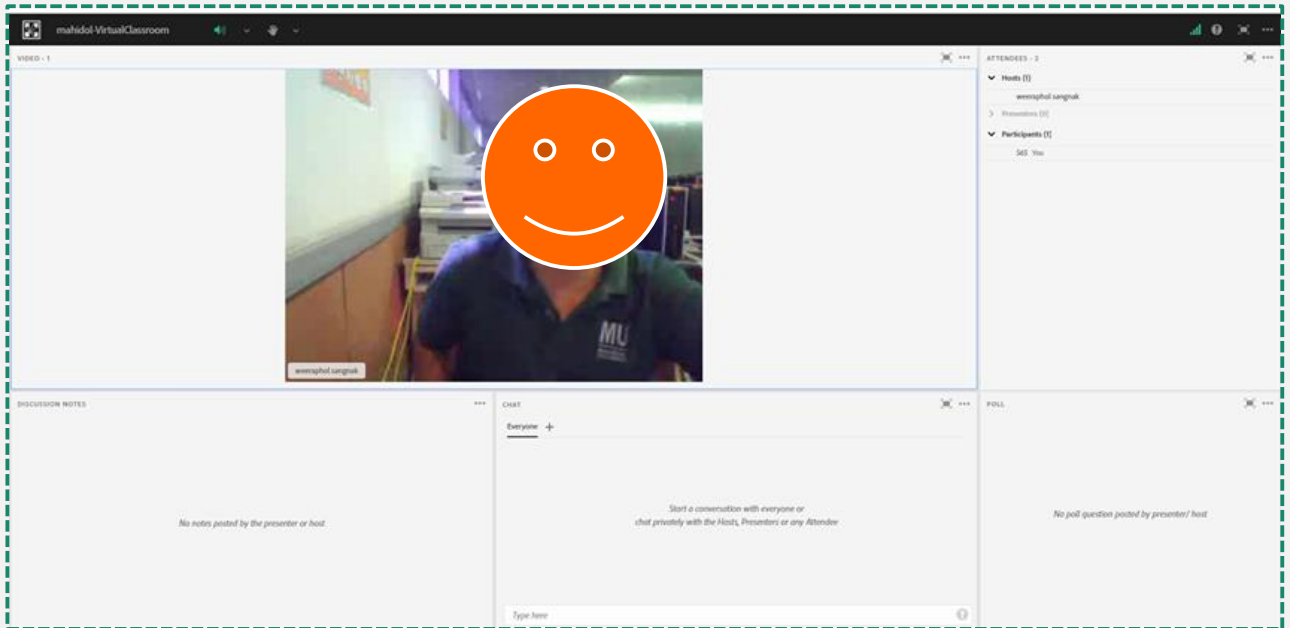 mahidol-VirtualClassroom
VIDEO - 1
weeraphol sangnak
MU
ATTENDEES - 2
Hosts (1)
weeraphol sangnak
Presenters (0)
Participants (1)
You
DISCUSSION NOTES
No notes posted by the presenter or host
CHAT
Everyone
Start a conversation with everyone or
chat privately with the Hosts, Presenters or any Attendee
Type here
POLL
No poll question posted by presenter/ host